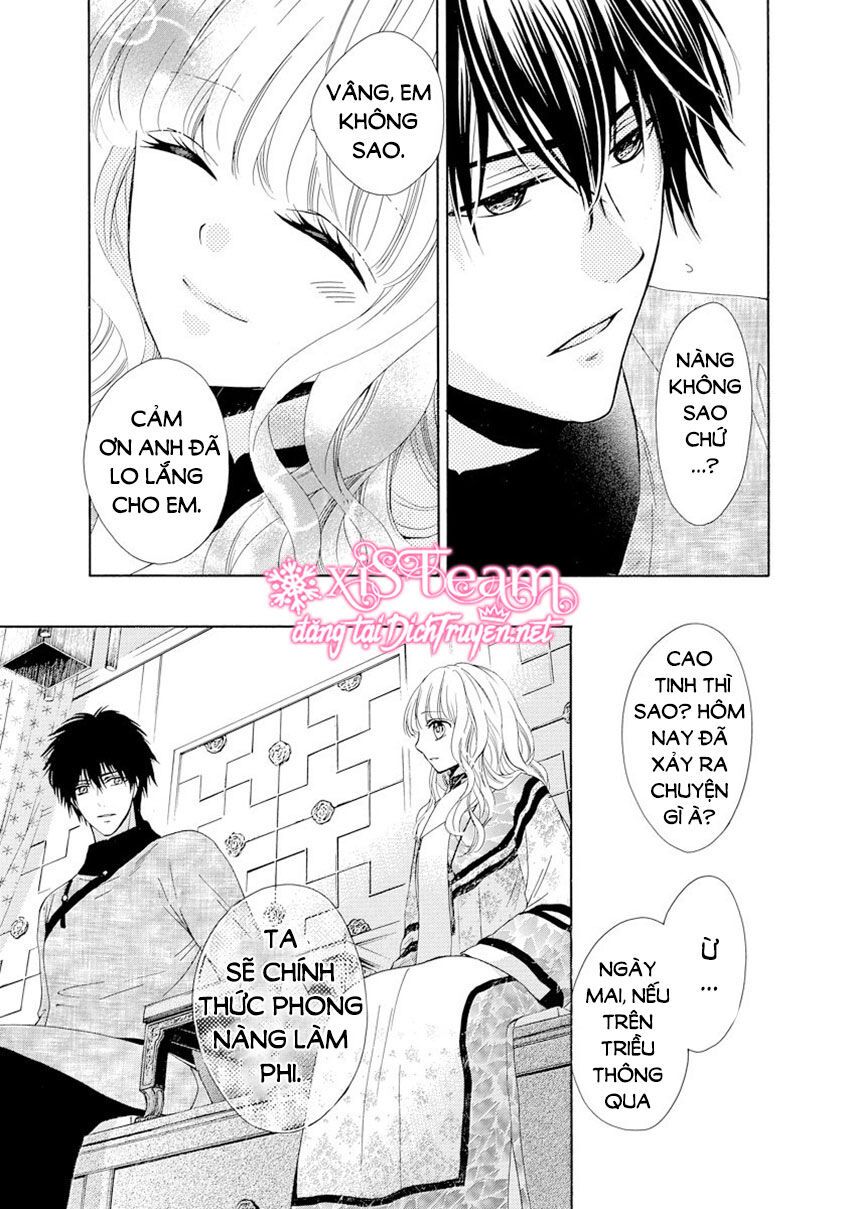 NÀNG
KHÔNG
SAO
CHỨ
...?
VÂNG, EM
KHÔNG
SAO.
CẢM
ƠN ANH ĐÃ
LO LẮNG
CHO EM.
xISTeam
đăng tại DichTruyen.net
CAO
TINH THÌ
SAO? HÔM
NAY ĐÃ
XẢY RA
CHUYỆN
GÌ À?
Ừ
...
NGÀY
MAI, NẾU
TRÊN
TRIỀU
THÔNG
QUA
TA
SẼ CHÍNH
THỨC PHONG
NÀNG LÀM
PHI.